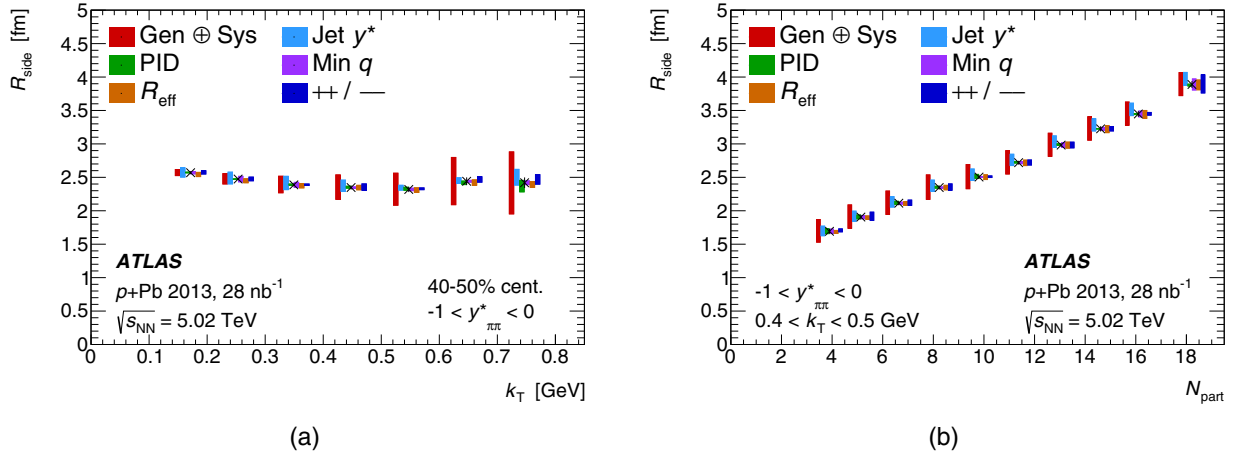 R_side [fm]
5
4.5
4
3.5
3
2.5
2
1.5
1
0.5
0
Gen ⊕ Sys
PID
R_eff
Jet y*
Min q
++ / −−
ATLAS
p+Pb 2013, 28 nb^-1
√s_NN = 5.02 TeV
40-50% cent.
-1 < y*_ππ < 0
0 0.1 0.2 0.3 0.4 0.5 0.6 0.7 0.8
k_T [GeV]
(a)
R_side [fm]
5
4.5
4
3.5
3
2.5
2
1.5
1
0.5
0
Gen ⊕ Sys
PID
R_eff
Jet y*
Min q
++ / −−
-1 < y*_ππ < 0
0.4 < k_T < 0.5 GeV
ATLAS
p+Pb 2013, 28 nb^-1
√s_NN = 5.02 TeV
0 2 4 6 8 10 12 14 16 18
N_part
(b)